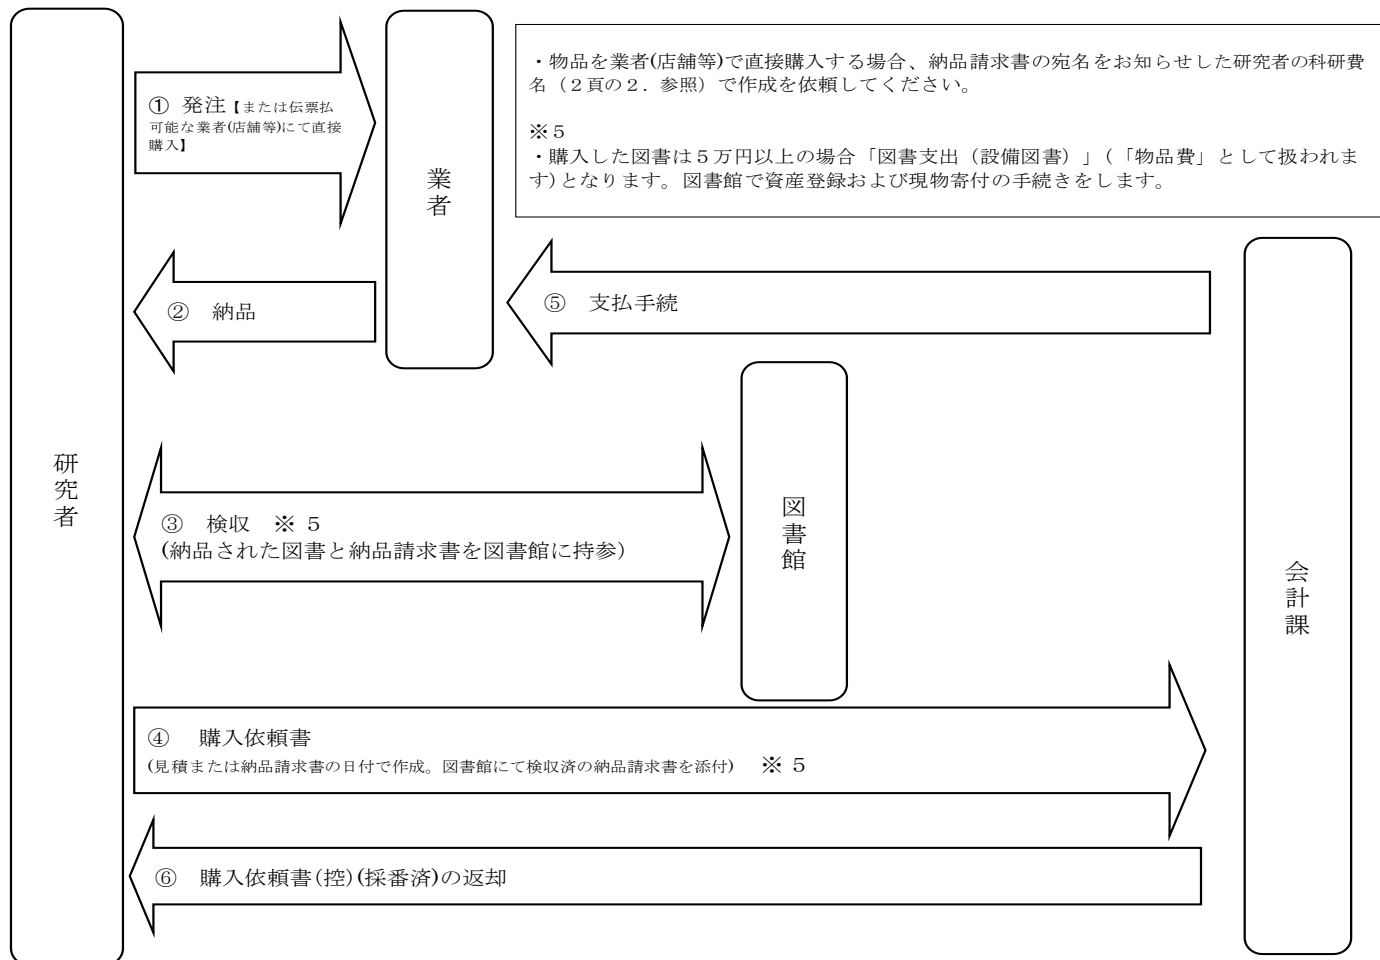 ① 発注【または伝票払
可能な業者(店舗等)にて直接
購入】
業者
・物品を業者(店舗等)で直接購入する場合、納品請求書の宛名をお知らせした研究者の科研費
名（２頁の２．参照）で作成を依頼してください。
※５
・購入した図書は５万円以上の場合「図書支出（設備図書）」(「物品費」として扱われま
す)となります。図書館で資産登録および現物寄付の手続きをします。
② 納品
⑤ 支払手続
研究者
③ 検収 ※ 5
(納品された図書と納品請求書を図書館に持参)
図書館
会計課
④ 購入依頼書
(見積または納品請求書の日付で作成。図書館にて検収済の納品請求書を添付) ※ 5
⑥ 購入依頼書(控)(採番済)の返却